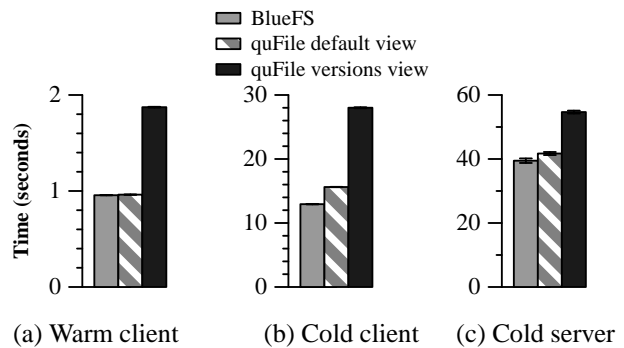 BlueFS
quFile default view
quFile versions view
Time (seconds)
2
1
0
30
20
10
0
60
40
20
0
(a) Warm client
(b) Cold client
(c) Cold server